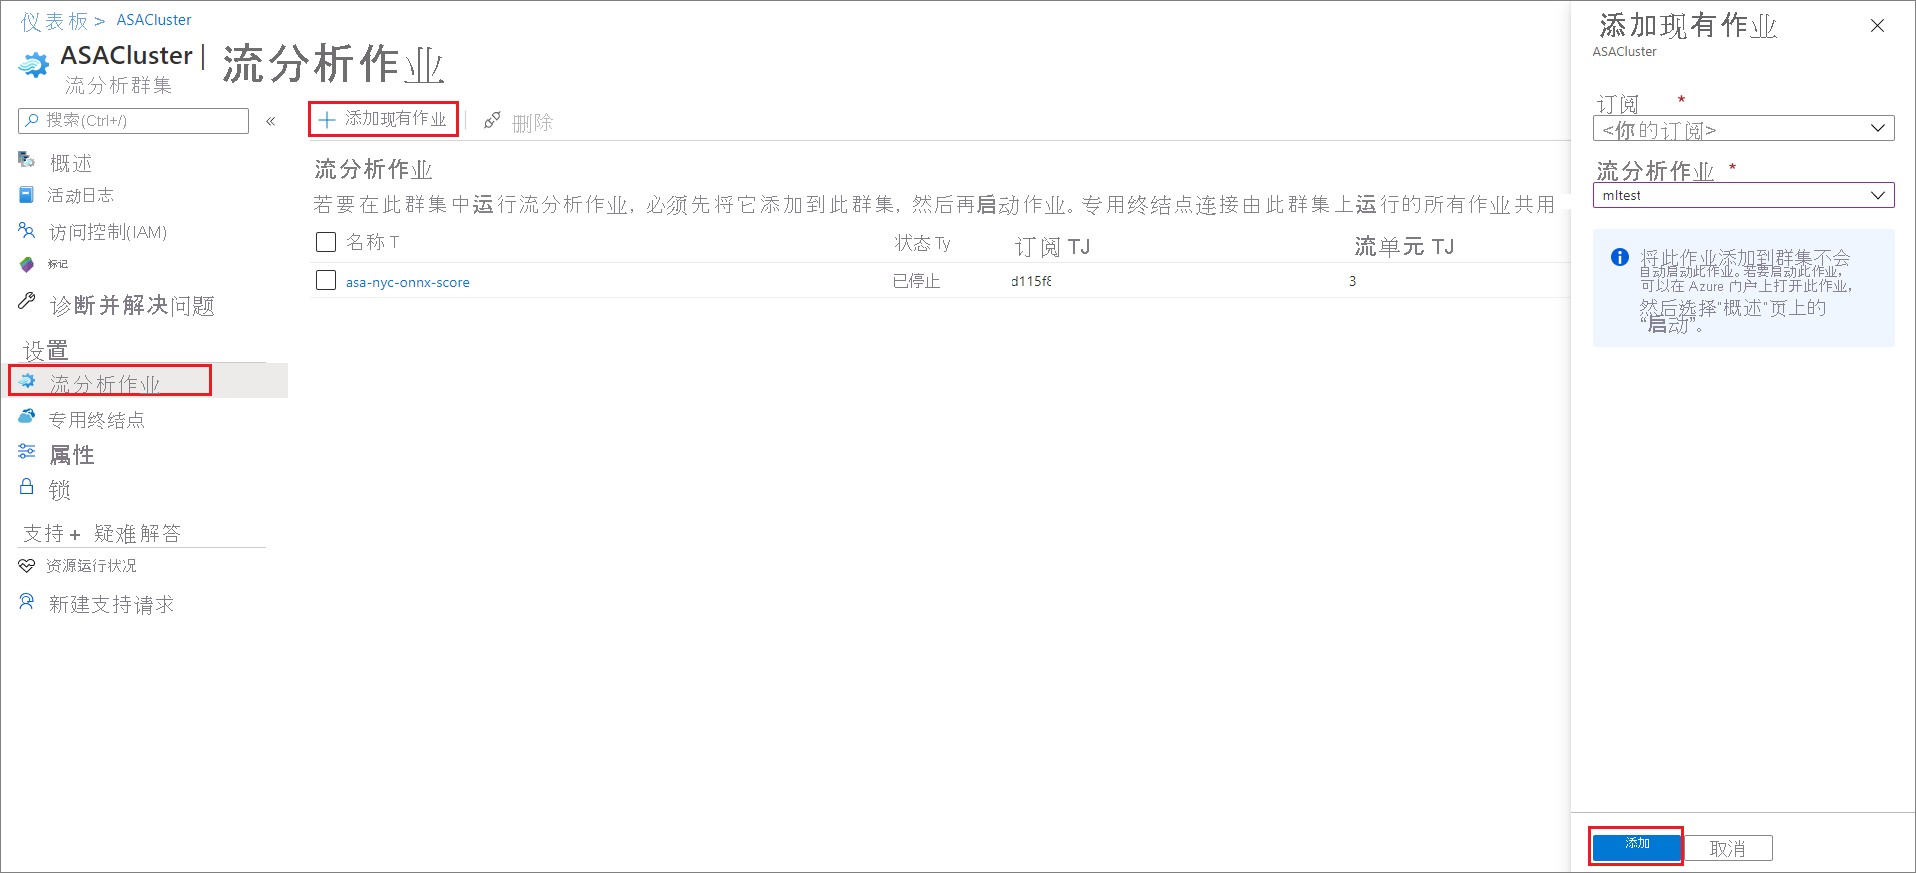 仪表板 > ASACluster
ASACluster | 流分析作业
流分析群集
搜索(Ctrl+/)
«
概述
活动日志
访问控制(IAM)
标记
诊断并解决问题
设置
流分析作业
专用终结点
属性
锁
支持+ 疑难解答
资源运行状况
新建支持请求
添加现有作业 删除
流分析作业
若要在此群集中运行流分析作业, 必须先将它添加到此群集, 然后再启动作业。专用终结点连接由此群集上运行的所有作业共用
名称 T 状态 Ty 订阅 TJ 流单元 TJ
asa-nyc-onnx-score 已停止 d115f8 3
添加现有作业
ASACluster
订阅 *
<你的订阅>
流分析作业 *
mltest
将此作业添加到群集不会
自动启动此作业。若要启动此作业,
可以在 Azure 门户上打开此作业,
然后选择"概述"页上的
“启动”。
添加 取消